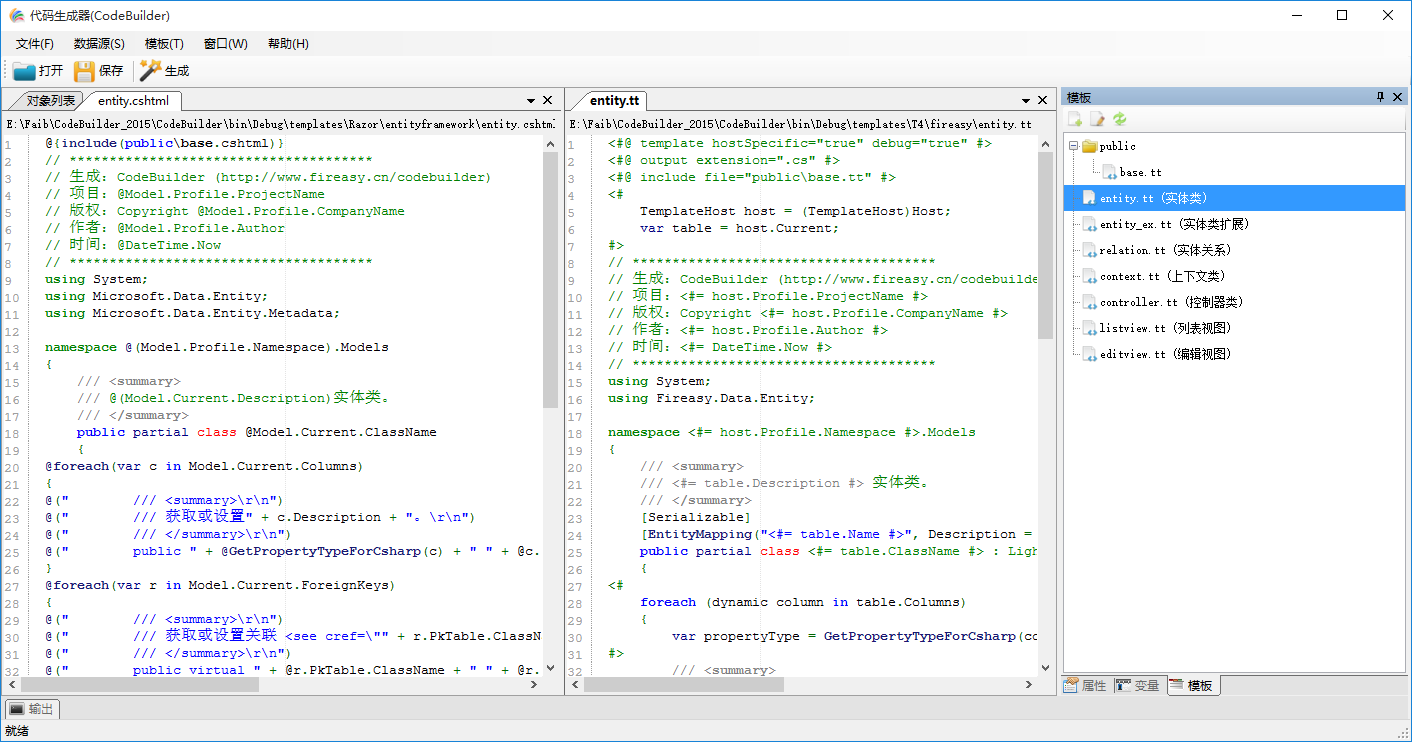 代码生成器(CodeBuilder)
文件(F) 数据源(S) 模板(T) 窗口(W) 帮助(H)
打开 保存 生成
对象列表 entity.cshtml
E:\Faib\CodeBuilder_2015\CodeBuilder\bin\Debug\templates\Razor\entityframework\entity.cshtml
1 @{include(public\base.cshtml)}
2 // **************************************
3 // 生成：CodeBuilder (http://www.fireasy.cn/codebuilder)
4 // 项目：@Model.Profile.ProjectName
5 // 版权：Copyright @Model.Profile.CompanyName
6 // 作者：@Model.Profile.Author
7 // 时间：@DateTime.Now
8 // **************************************
9 using System;
10 using Microsoft.Data.Entity;
11 using Microsoft.Data.Entity.Metadata;
12
13 namespace @(Model.Profile.Namespace).Models
14 {
15 /// <summary>
16 /// @(Model.Current.Description)实体类。
17 /// </summary>
18 public partial class @Model.Current.ClassName
19 {
20 @foreach(var c in Model.Current.Columns)
21 {
22 @("        /// <summary>\r\n")
23 @("        /// 获取或设置" + c.Description + "。\r\n")
24 @("        /// </summary>\r\n")
25 @("        public " + @GetPropertyTypeForCsharp(c) + " " + @c.
26 }
27 @foreach(var r in Model.Current.ForeignKeys)
28 {
29 @("        /// <summary>\r\n")
30 @("        /// 获取或设置关联 <see cref=\"" + r.PkTable.ClassN
31 @("        /// </summary>\r\n")
32 @("        public virtual " + @r.PkTable.ClassName + " " + @r.
entity.tt
E:\Faib\CodeBuilder_2015\CodeBuilder\bin\Debug\templates\T4\fireasy\entity.tt
1 <#@ template hostSpecific="true" debug="true" #>
2 <#@ output extension=".cs" #>
3 <#@ include file="public\base.tt" #>
4 <#
5 TemplateHost host = (TemplateHost)Host;
6 var table = host.Current;
7 #>
8 // **************************************
9 // 生成：CodeBuilder (http://www.fireasy.cn/codebuilde
10 // 项目：<#= host.Profile.ProjectName #>
11 // 版权：Copyright <#= host.Profile.CompanyName #>
12 // 作者：<#= host.Profile.Author #>
13 // 时间：<#= DateTime.Now #>
14 // **************************************
15 using System;
16 using Fireasy.Data.Entity;
17
18 namespace <#= host.Profile.Namespace #>.Models
19 {
20 /// <summary>
21 /// <#= table.Description #> 实体类。
22 /// </summary>
23 [Serializable]
24 [EntityMapping("<#= table.Name #>", Description =
25 public partial class <#= table.ClassName #> : Ligh
26 {
27 <#
28 foreach (dynamic column in table.Columns)
29 {
30 var propertyType = GetPropertyTypeForCsharp(co
31 #>
32 /// <summary>
模板
public
base.tt
entity.tt (实体类)
entity_ex.tt (实体类扩展)
relation.tt (实体关系)
context.tt (上下文类)
controller.tt (控制器类)
listview.tt (列表视图)
editview.tt (编辑视图)
属性 变量 模板
输出
就绪